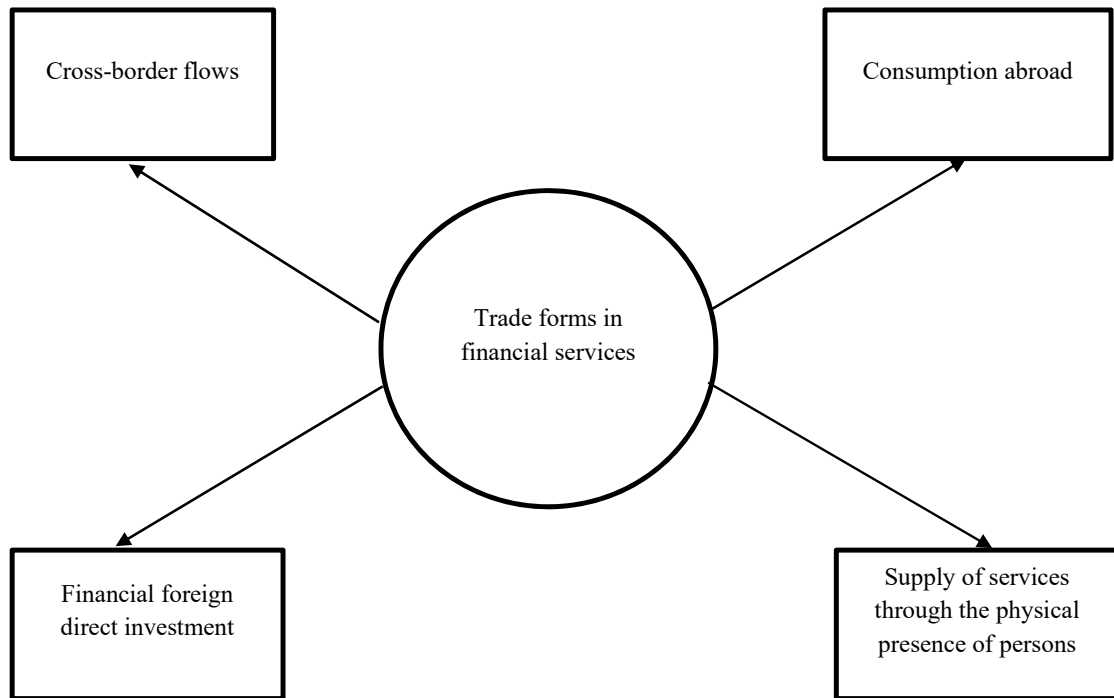 Cross-border flows
Consumption abroad
Trade forms in
financial services
Financial foreign
direct investment
Supply of services
through the physical
presence of persons